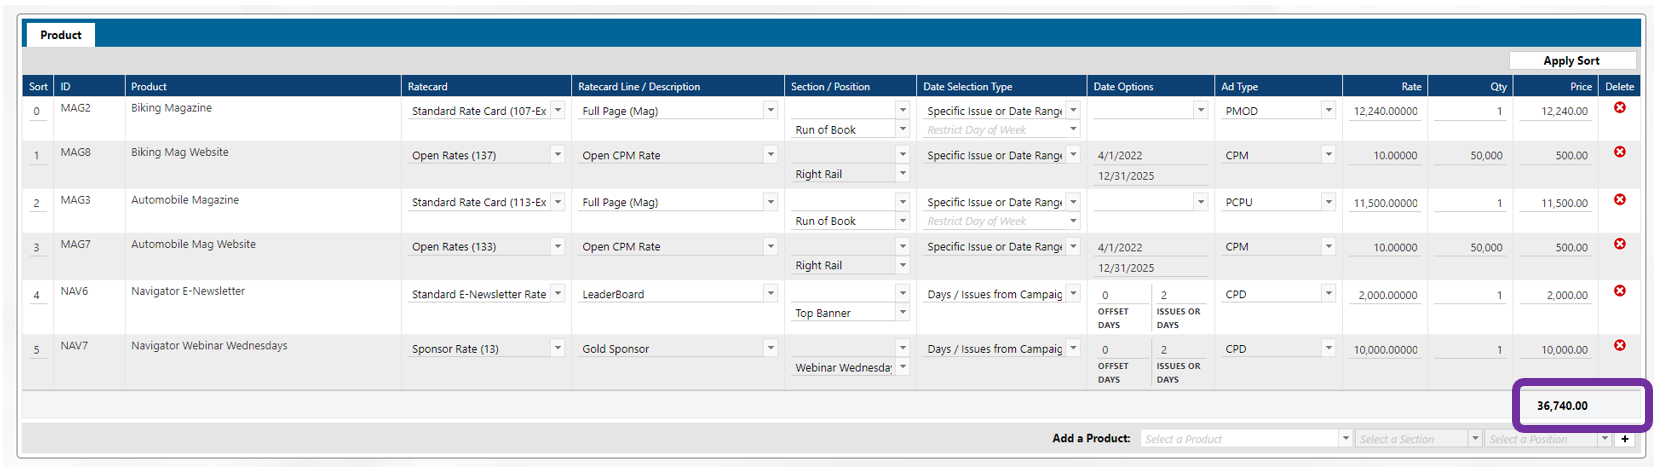 Product
Apply Sort
Sort ID Product Ratecard Ratecard Line / Description Section / Position Date Selection Type Date Options Ad Type Rate Qty Price Delete
0 MAG2 Biking Magazine Standard Rate Card (107-Ex Full Page (Mag) Specific Issue or Date Range PMOD 12,240.00000 1 12,240.00
Run of Book Restrict Day of Week
1 MAG8 Biking Mag Website Open Rates (137) Open CPM Rate Specific Issue or Date Range 4/1/2022 CPM 10.00000 50,000 500.00
Right Rail 12/31/2025
2 MAG3 Automobile Magazine Standard Rate Card (113-Ex Full Page (Mag) Specific Issue or Date Range PCPU 11,500.00000 1 11,500.00
Run of Book Restrict Day of Week
3 MAG7 Automobile Mag Website Open Rates (133) Open CPM Rate Specific Issue or Date Range 4/1/2022 CPM 10.00000 50,000 500.00
Right Rail 12/31/2025
4 NAV6 Navigator E-Newsletter Standard E-Newsletter Rate LeaderBoard Days / Issues from Campaig 0 2 CPD 2,000.00000 1 2,000.00
Top Banner OFFSET DAYS ISSUES OR DAYS
5 NAV7 Navigator Webinar Wednesdays Sponsor Rate (13) Gold Sponsor Days / Issues from Campaig 0 2 CPD 10,000.00000 1 10,000.00
Webinar Wednesday OFFSET DAYS ISSUES OR DAYS
36,740.00
Add a Product: Select a Product Select a Section Select a Position +